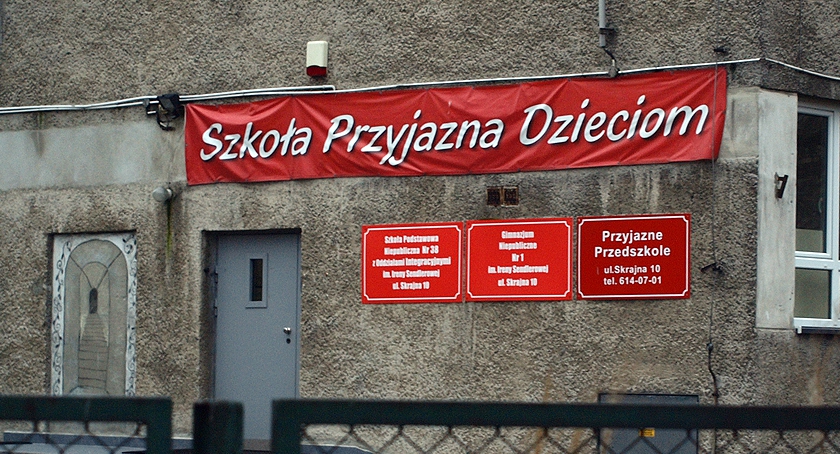 Szkoła Przyjazna Dzieciom
Szkoła Podstawowa
Niepubliczna Nr 38
z Oddziałami Integracyjnymi
im. Ireny Sendlerowej
ul. Skrajna 10
Gimnazjum
Niepubliczne
Nr 1
im. Ireny Sendlerowej
ul. Skrajna 10
Przyjazne
Przedszkole
ul.Skrajna 10
tel. 614-07-01